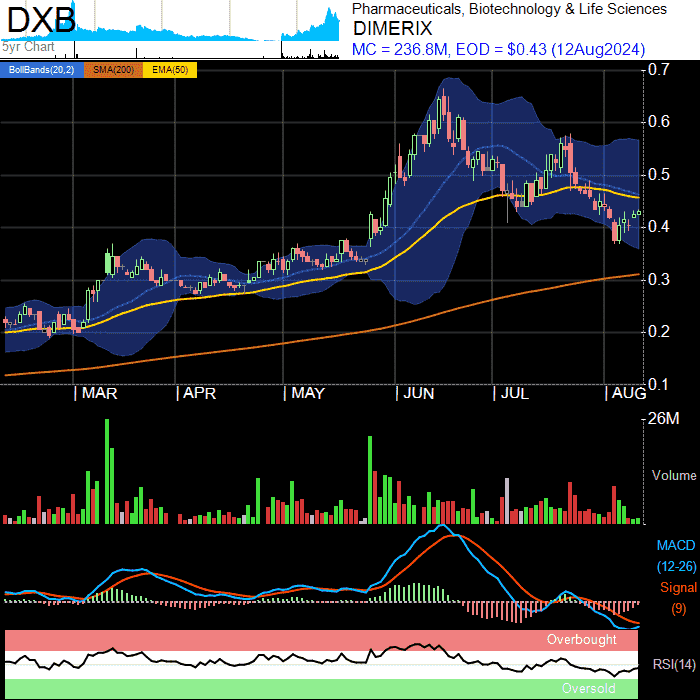 DXB
5yr Chart
Pharmaceuticals, Biotechnology & Life Sciences
DIMERIX
MC = 236.8M, EOD = $0.43 (12Aug2024)
BollBands(20,2) SMA(200) EMA(50)
0.7
0.6
0.5
0.4
0.3
0.2
0.1
| MAR | APR | MAY | JUN | JUL | AUG
26M
Volume
MACD
(12-26)
Signal
(9)
Overbought
RSI(14)
Oversold